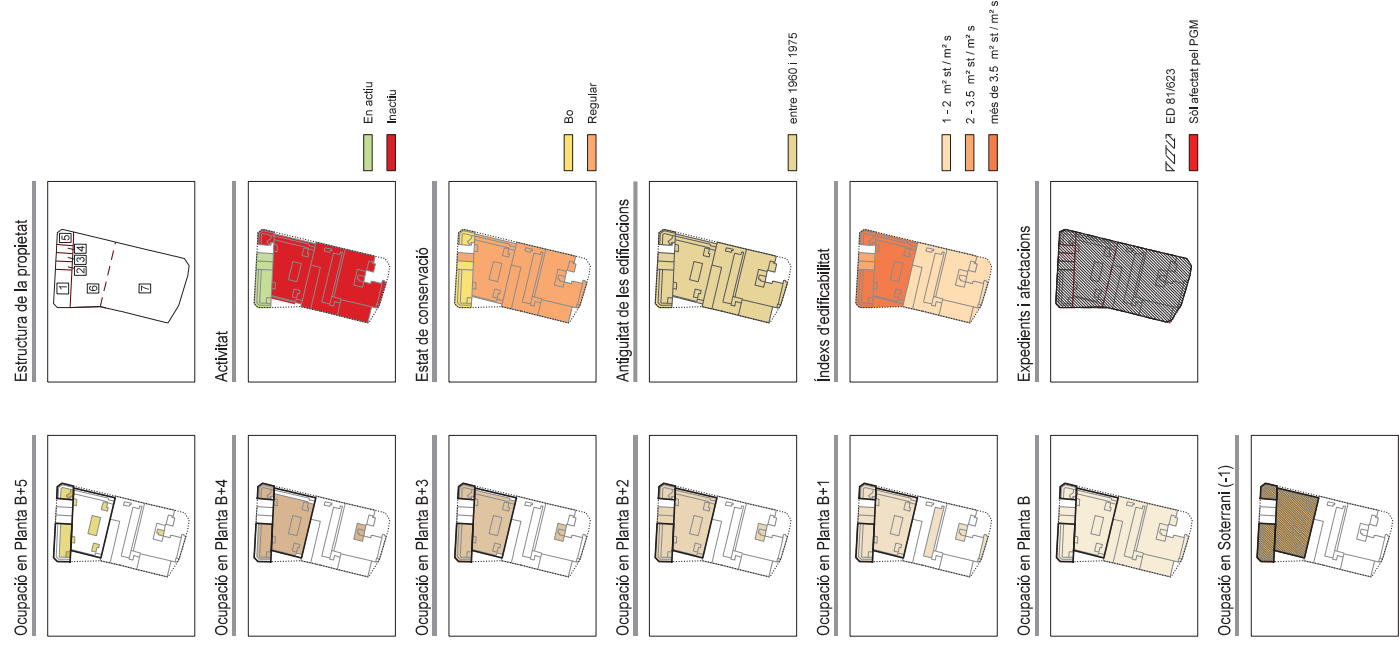 Estructura de la propietat
1
2
3
4
5
6
7
Activitat
En actiu
Inactiu
Estat de conservació
Bo
Regular
Antiguitat de les edificacions
entre 1960 i 1975
Índexs d'edificabilitat
1 - 2 m² st / m² s
2 - 3.5 m² st / m² s
més de 3.5 m² st / m² s
Expedients i afectacions
ED 81/623
Sòl afectat pel PGM
Ocupació en Planta B+5
Ocupació en Planta B+4
Ocupació en Planta B+3
Ocupació en Planta B+2
Ocupació en Planta B+1
Ocupació en Planta B
Ocupació en Soterrani (-1)